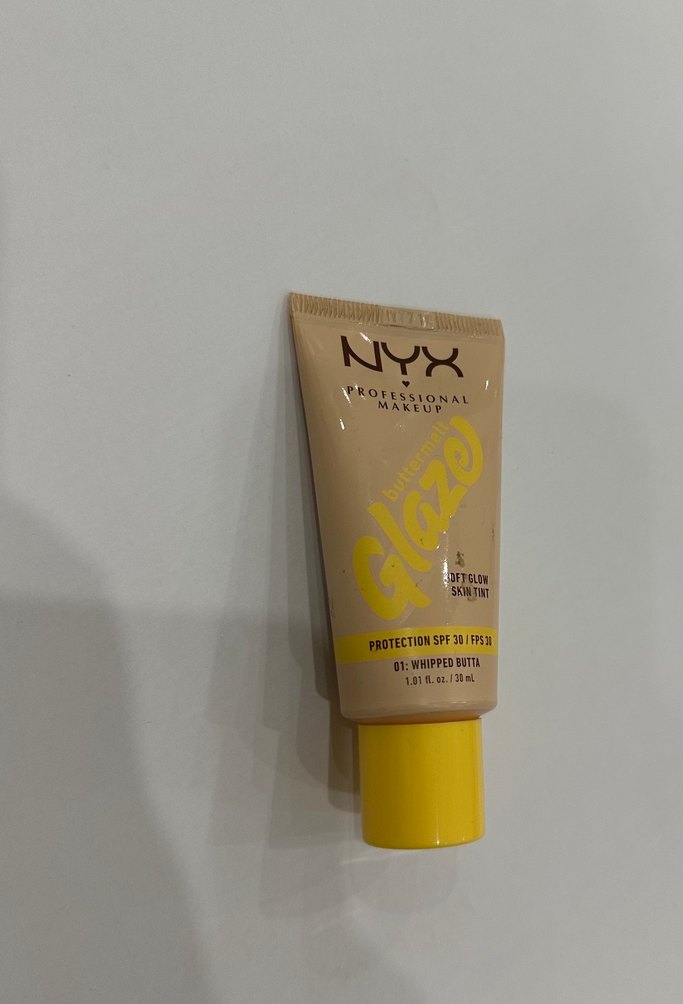 NYX
PROFESSIONAL
MAKEUP
buttermelt
Glaze
OFT GLOW
SKIN TINT
PROTECTION SPF 30 / FPS 30
01: WHIPPED BUTTA
1.01 fl. oz. / 30 mL